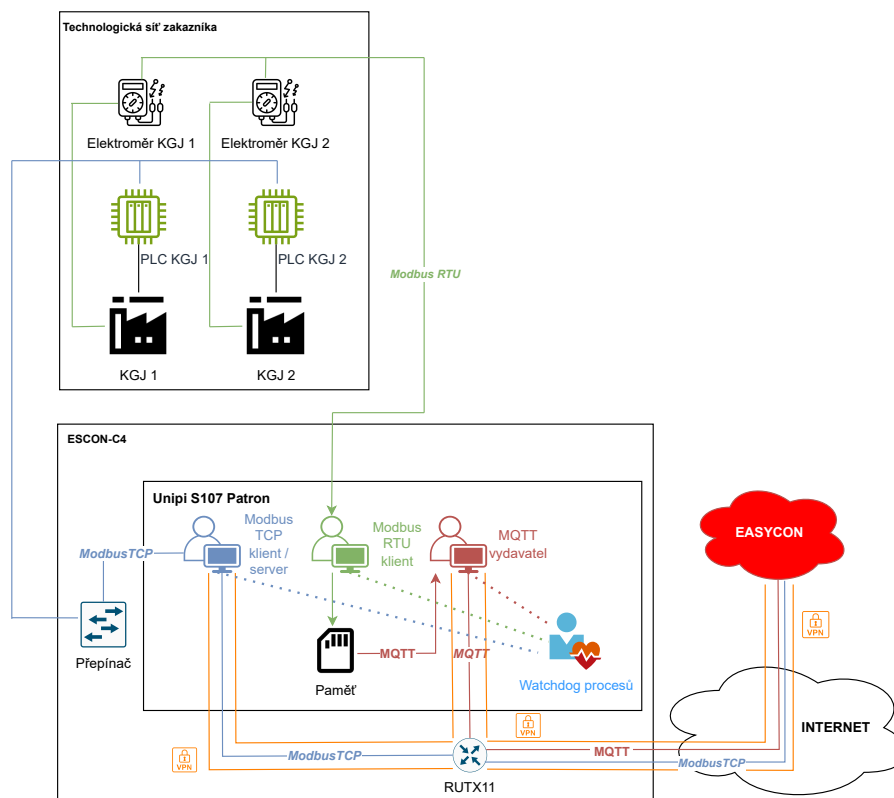 Technologická síť zakazníka
Elektroměr KGJ 1
Elektroměr KGJ 2
PLC KGJ 1
PLC KGJ 2
Modbus RTU
KGJ 1
KGJ 2
ESCON-C4
Unipi S107 Patron
Modbus
TCP
klient /
server
Modbus
RTU
klient
MQTT
vydavatel
EASYCON
ModbusTCP
VPN
Přepínač
MQTT
MQTT
Paměť
Watchdog procesů
VPN
INTERNET
VPN
ModbusTCP
MQTT
ModbusTCP
RUTX11